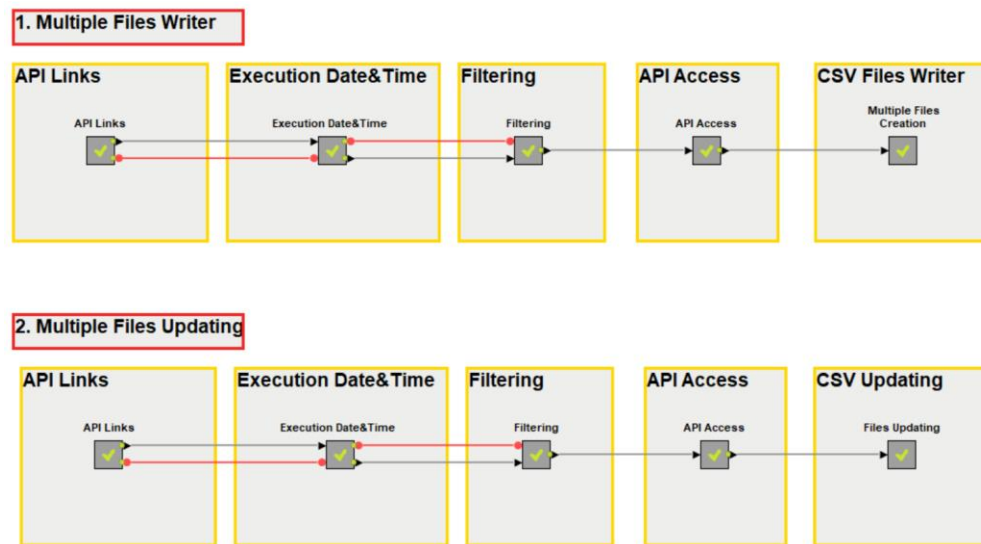 1. Multiple Files Writer
API Links
Execution Date&Time
Filtering
API Access
CSV Files Writer
API Links
Execution Date&Time
Filtering
API Access
Multiple Files
Creation
2. Multiple Files Updating
API Links
Execution Date&Time
Filtering
API Access
CSV Updating
API Links
Execution Date&Time
Filtering
API Access
Files Updating